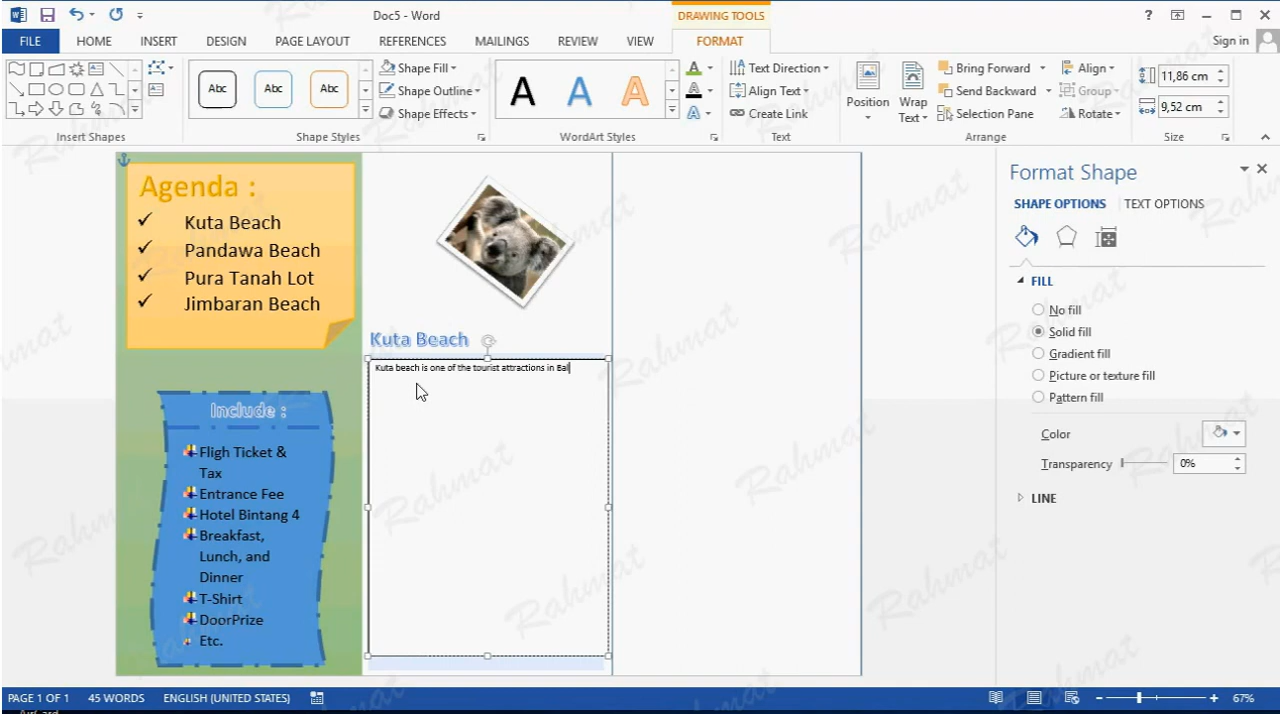 Doc5 - Word
DRAWING TOOLS
?
FILE
HOME
INSERT
DESIGN
PAGE LAYOUT
REFERENCES
MAILINGS
REVIEW
VIEW
FORMAT
Sign in
Abc
Abc
Abc
Shape Fill
Shape Outline
Shape Effects
A
A
A
Text Direction
Align Text
Create Link
Position
Wrap
Text
Bring Forward
Send Backward
Selection Pane
Align
Group
Rotate
11,86 cm
9,52 cm
Insert Shapes
Shape Styles
WordArt Styles
Text
Arrange
Size
Agenda :
Kuta Beach
Pandawa Beach
Pura Tanah Lot
Jimbaran Beach
Include :
Fligh Ticket &
Tax
Entrance Fee
Hotel Bintang 4
Breakfast,
Lunch, and
Dinner
T-Shirt
DoorPrize
Etc.
Kuta Beach
Kuta beach is one of the tourist attractions in Bal
Format Shape
SHAPE OPTIONS
TEXT OPTIONS
FILL
No fill
Solid fill
Gradient fill
Picture or texture fill
Pattern fill
Color
Transparency
0%
LINE
PAGE 1 OF 1
45 WORDS
ENGLISH (UNITED STATES)
67%
Rahmat